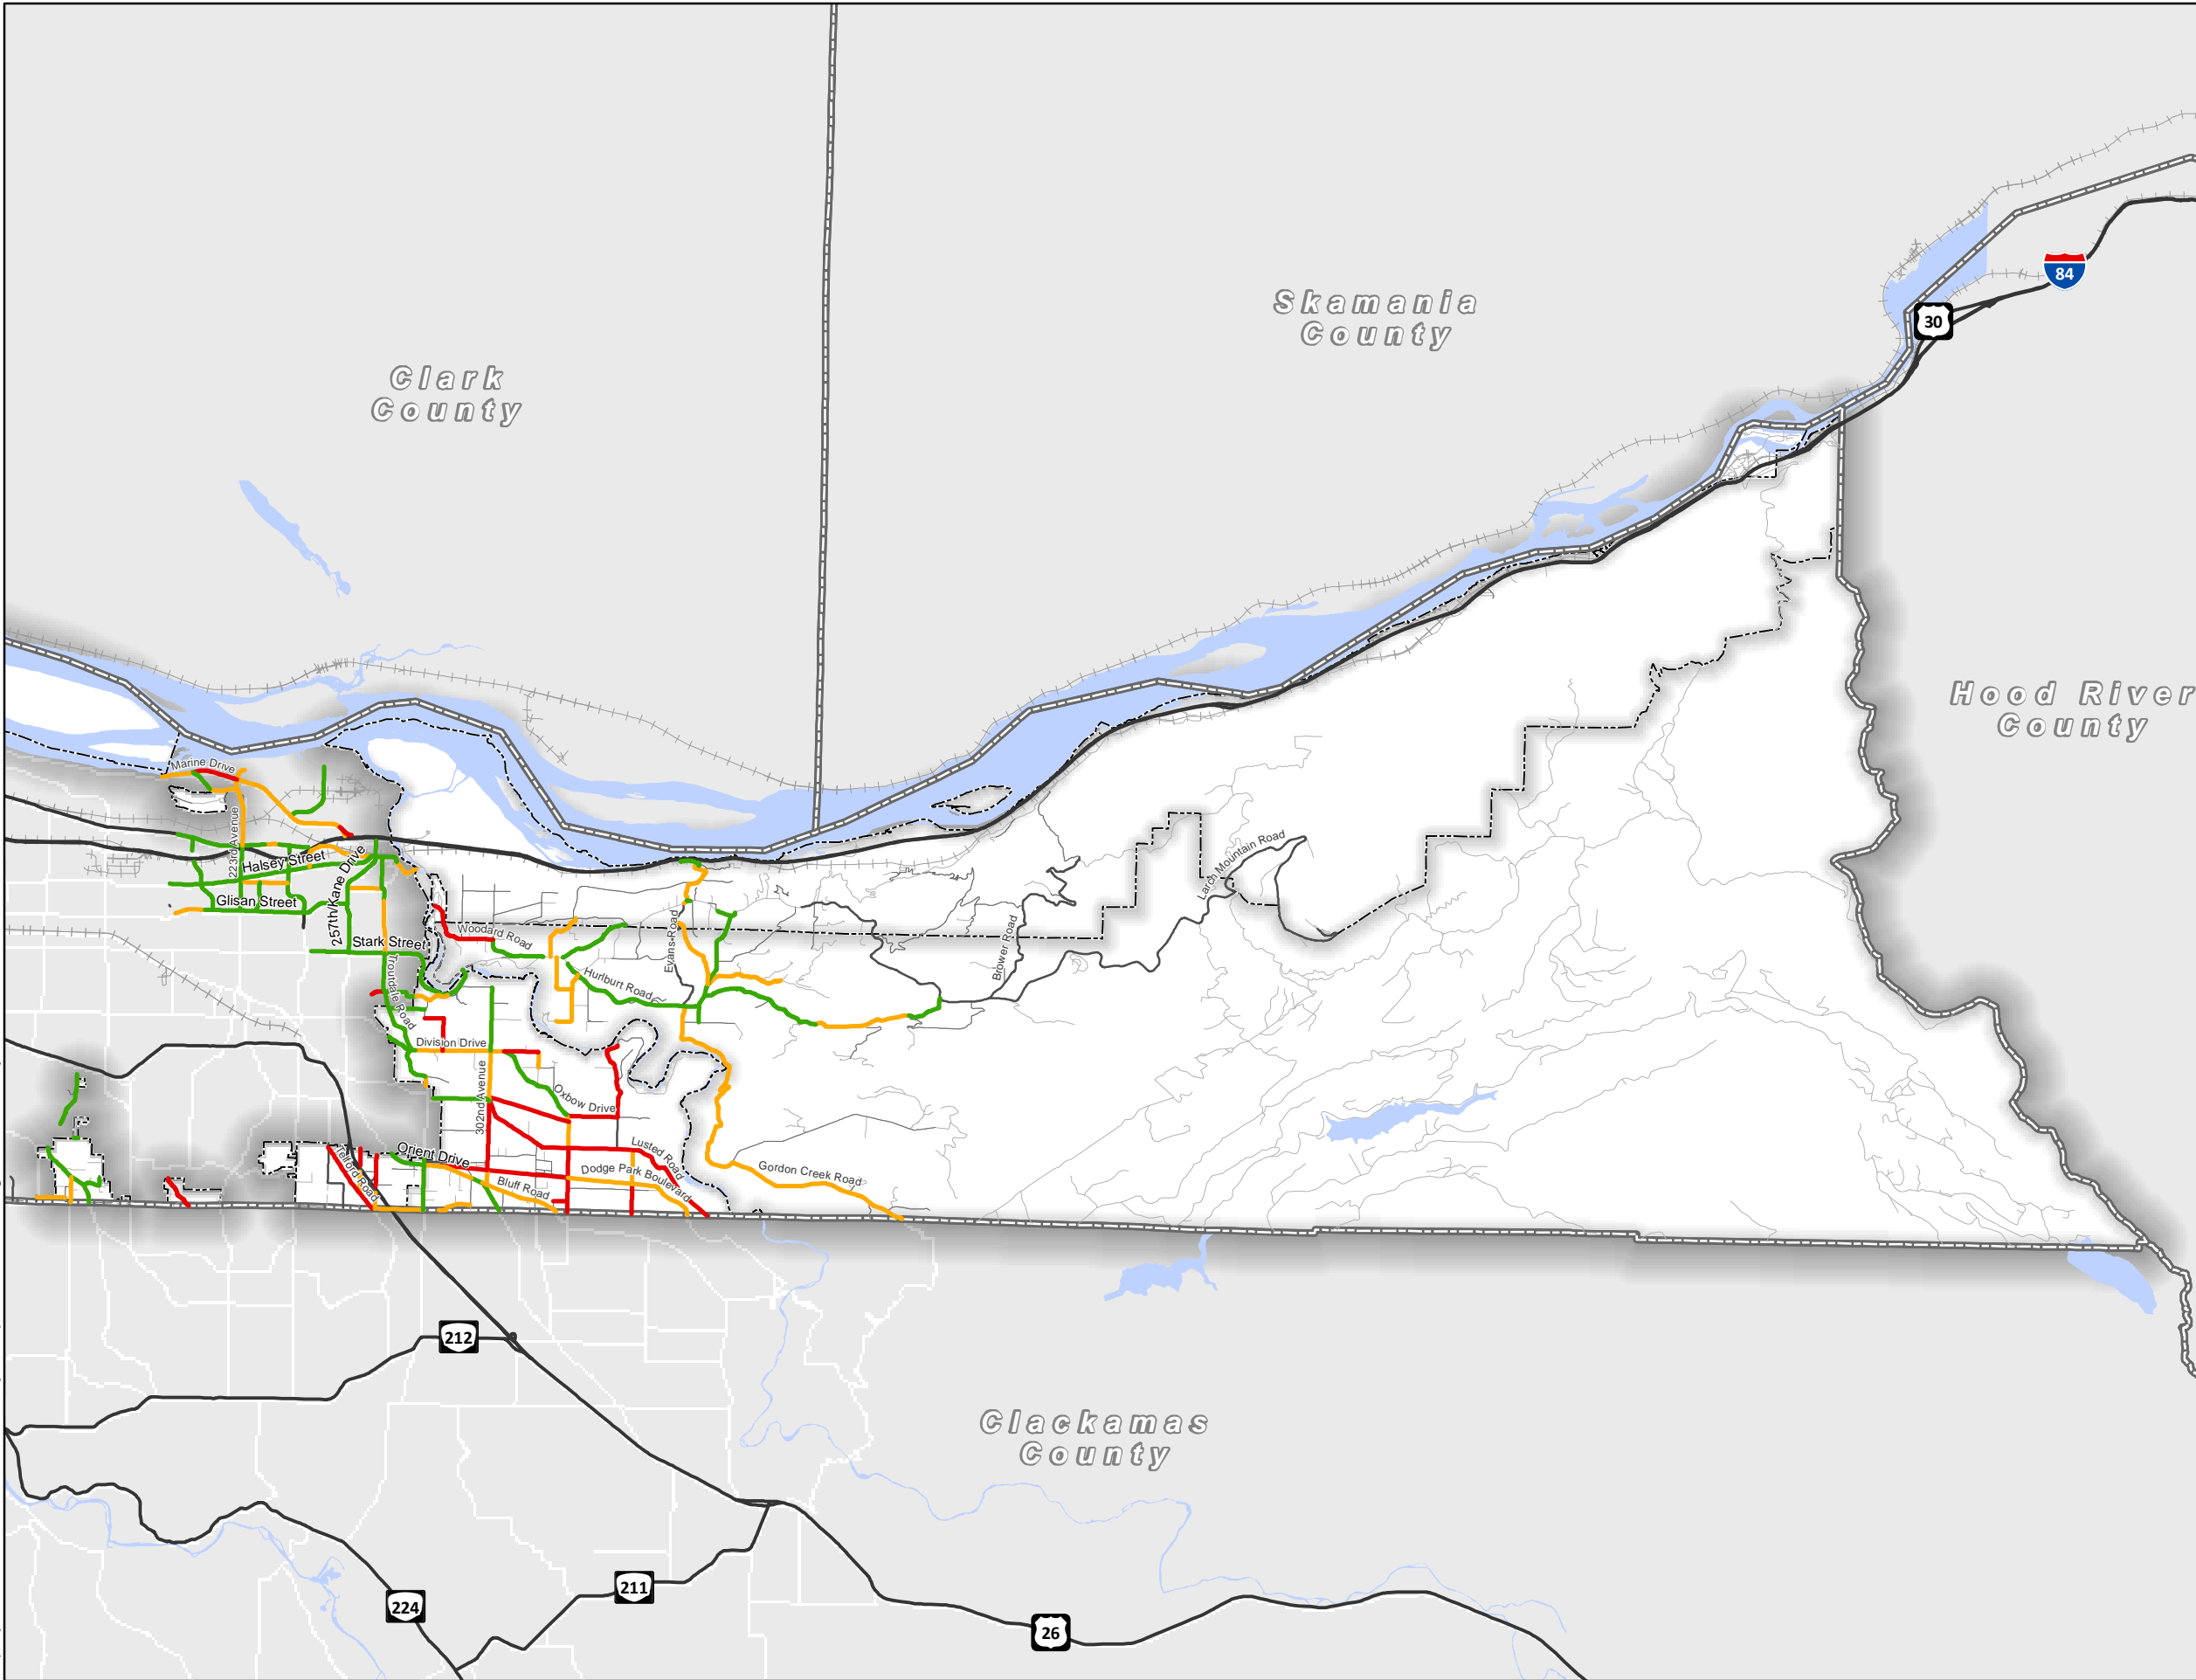 84
Skamania
County
30
Clark
County
Hood River
County
Marine Drive
223rd Avenue
Halsey Street
257th/Kane Drive
Glisan Street
Larch Mountain Road
Woodard Road
Stark Street
Evans Road
Brower Road
Troutdale Road
Hurlburt Road
Division Drive
302nd Avenue
Oxbow Drive
Orient Drive
Telford Road
Lusted Road
Dodge Park Boulevard
Bluff Road
Gordon Creek Road
212
Clackamas
County
211
224
26